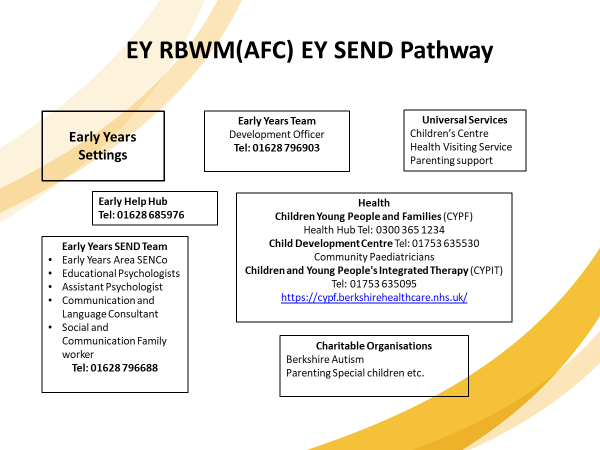 EY RBWM(AFC) EY SEND Pathway
Early Years
Settings
Early Years Team
Development Officer
Tel: 01628 796903
Universal Services
Children's Centre
Health Visiting Service
Parenting support
Early Help Hub
Tel: 01628 685976
Health
Children Young People and Families (CYPF)
Health Hub Tel: 0300 365 1234
Child Development Centre Tel: 01753 635530
Community Paediatricians
Children and Young People's Integrated Therapy (CYPIT)
Tel: 01753 635095
https://cypf.berkshirehealthcare.nhs.uk/
Early Years SEND Team
• Early Years Area SENCo
• Educational Psychologists
• Assistant Psychologist
• Communication and
Language Consultant
• Social and
Communication Family
worker
Tel: 01628 796688
Charitable Organisations
Berkshire Autism
Parenting Special children etc.